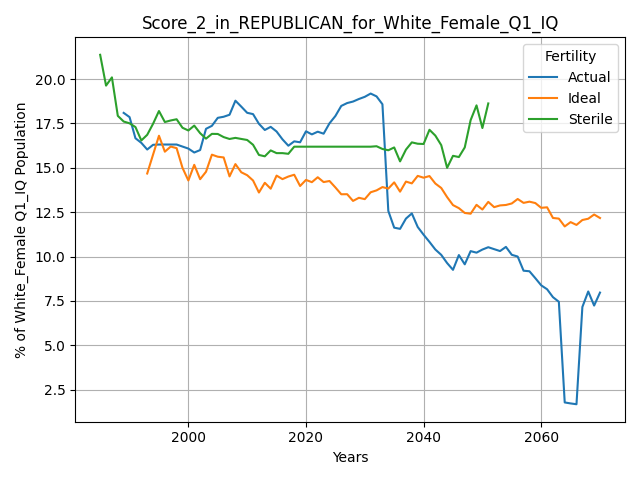 Score_2_in_REPUBLICAN_for_White_Female_Q1_IQ
Fertility
Actual
Ideal
Sterile
% of White_Female Q1_IQ Population
20.0
17.5
15.0
12.5
10.0
7.5
5.0
2.5
2000
2020
2040
2060
Years